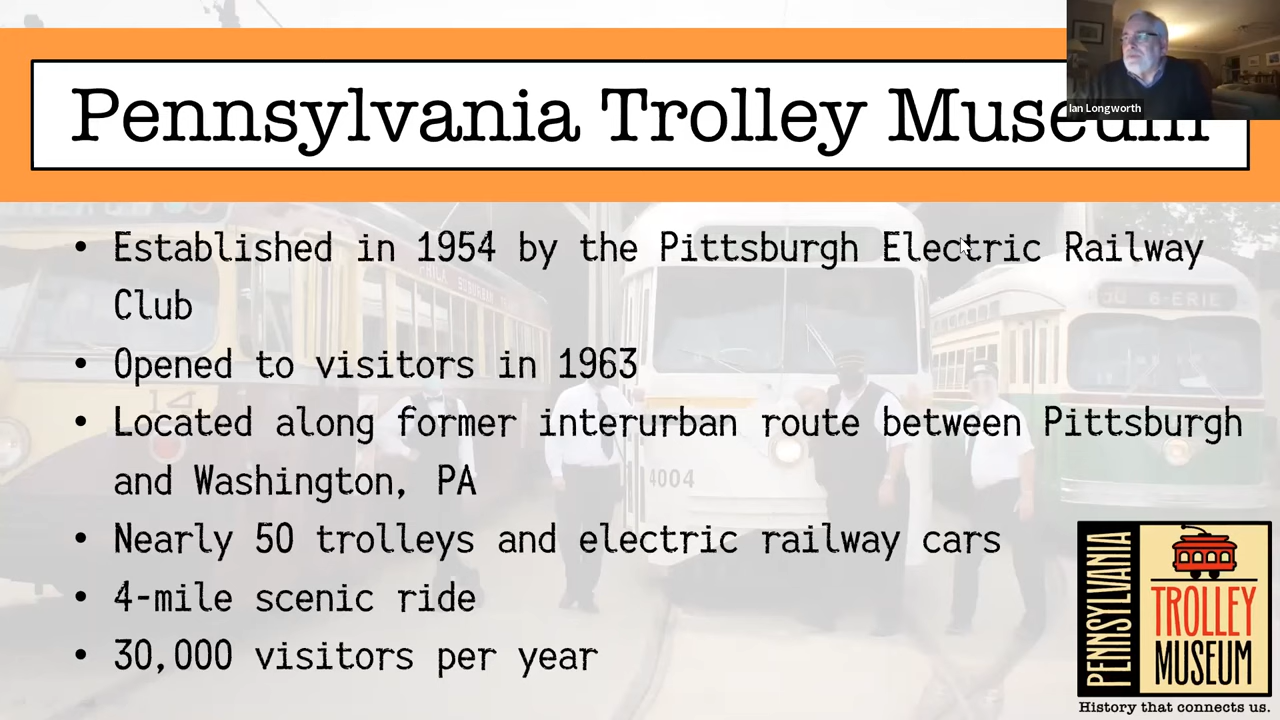 Pennsylvania Trolley Museum
Ian Longworth
• Established in 1954 by the Pittsburgh Electric Railway
Club
• Opened to visitors in 1963
• Located along former interurban route between Pittsburgh
and Washington, PA
• Nearly 50 trolleys and electric railway cars
• 4-mile scenic ride
• 30,000 visitors per year
14
4004
6-ERIE
PENNSYLVANIA
TROLLEY
MUSEUM
History that connects us.